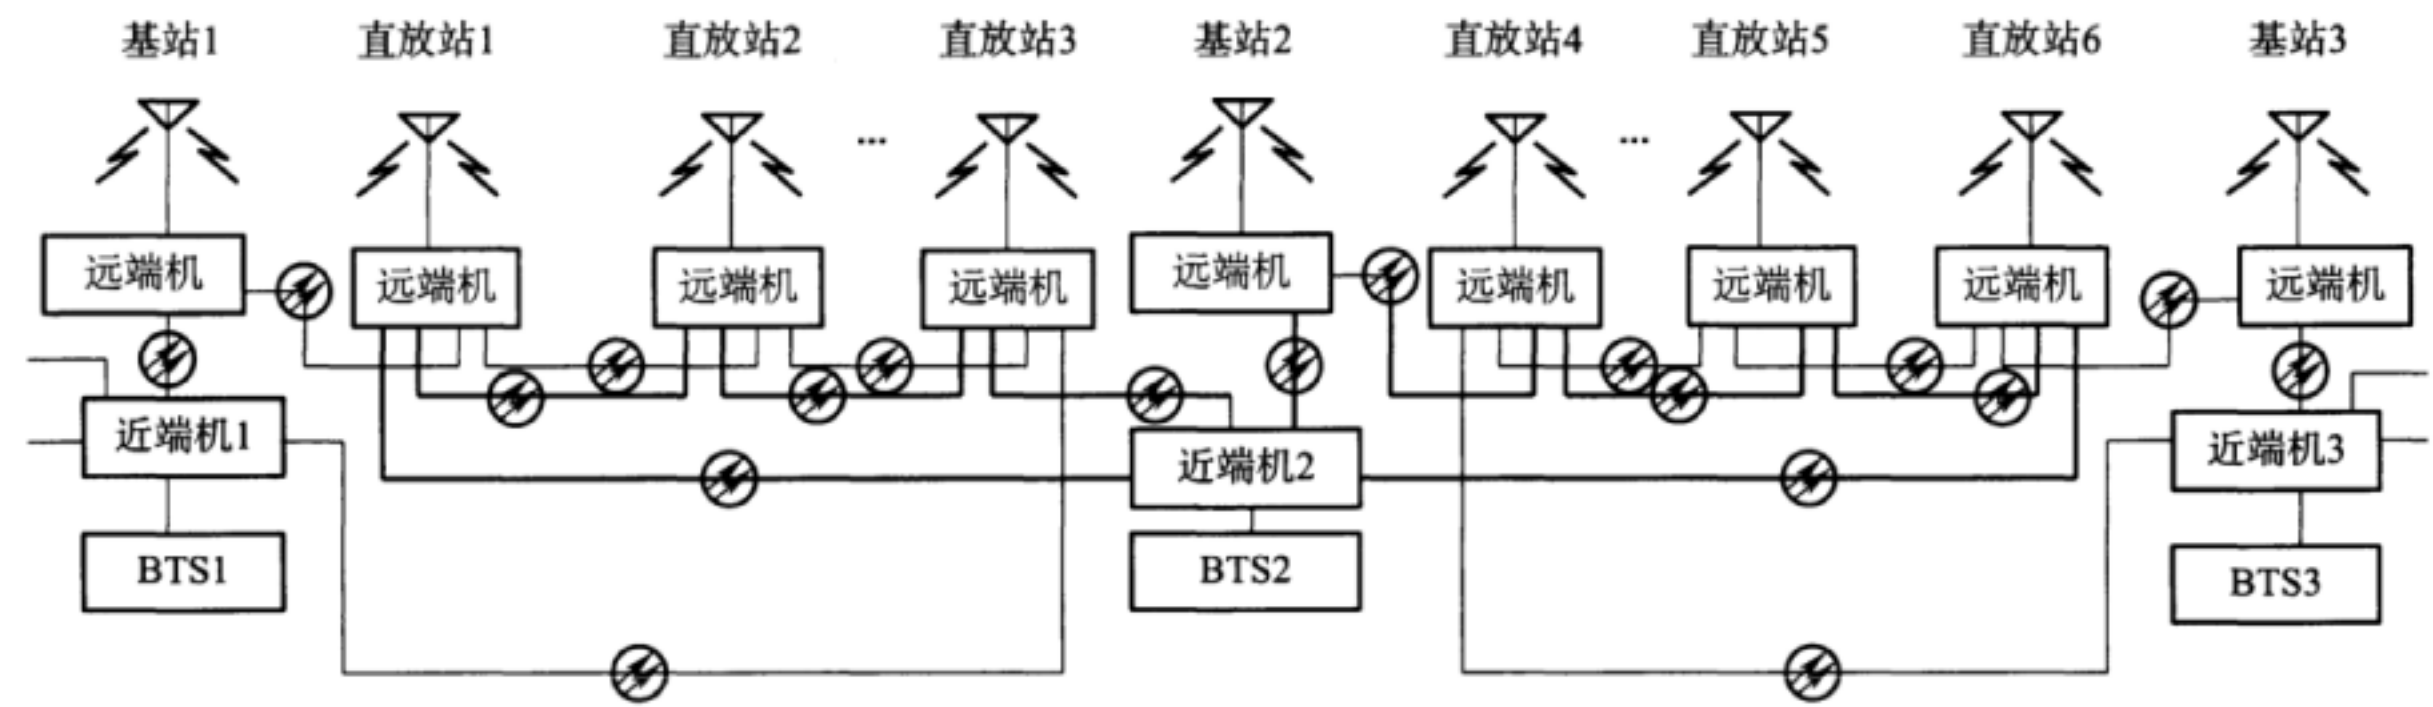 基站1 直放站1 直放站2 直放站3 基站2 直放站4 直放站5 直放站6 基站3
... ...
远端机 远端机 远端机 远端机 远端机 远端机 远端机 远端机 远端机
近端机1 近端机2 近端机3
BTS1 BTS2 BTS3